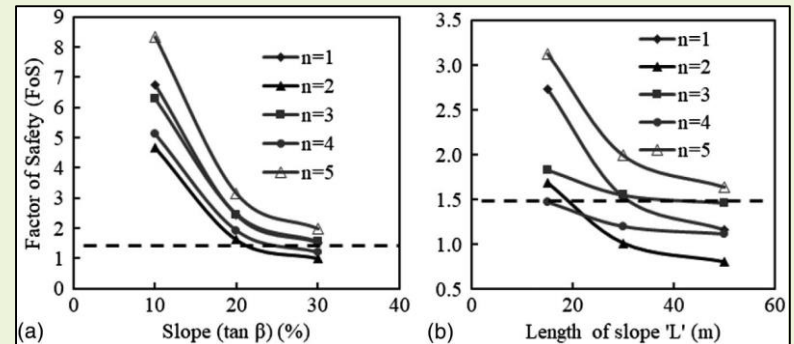 Factor of Safety (FoS)
9
8
7
6
5
4
3
2
1
0
n=1
n=2
n=3
n=4
n=5
0 10 20 30 40
(a) Slope (tan β) (%)
3.5
3.0
2.5
2.0
1.5
1.0
0.5
n=1
n=2
n=3
n=4
n=5
0 20 40 60
(b) Length of slope 'L' (m)